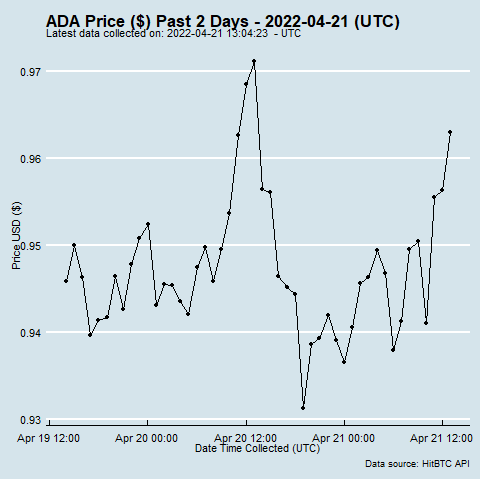 ADA Price ($) Past 2 Days - 2022-04-21 (UTC)
Latest data collected on: 2022-04-21 13:04:23  - UTC
Price USD ($)
0.97
0.96
0.95
0.94
0.93
Apr 19 12:00 Apr 20 00:00 Apr 20 12:00 Apr 21 00:00 Apr 21 12:00
Date Time Collected (UTC)
Data source: HitBTC API